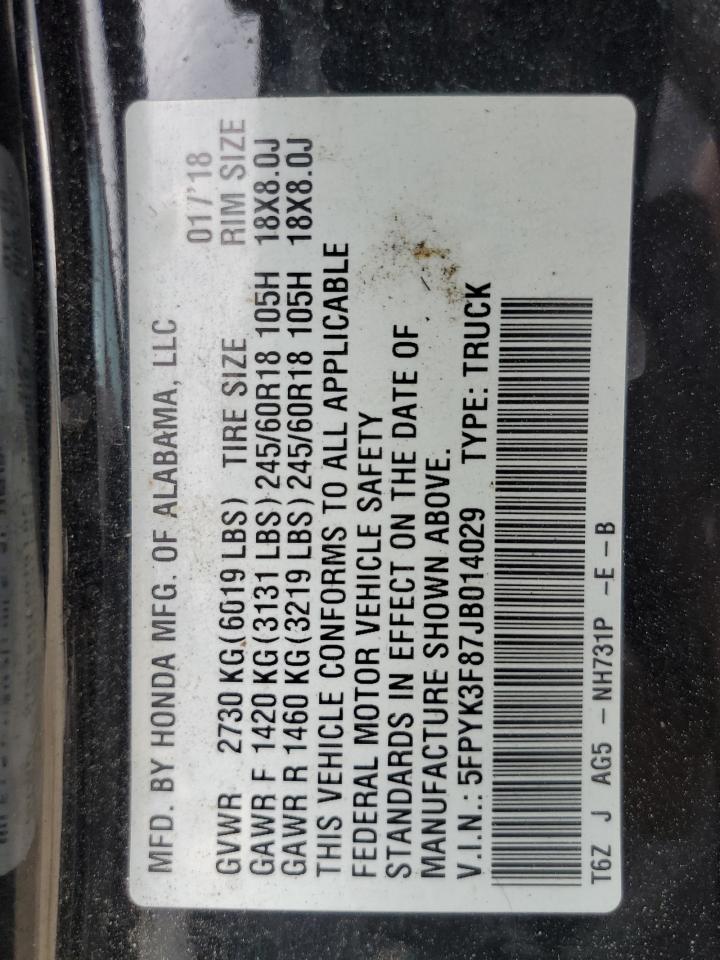 MFD. BY HONDA MFG. OF ALABAMA, LLC
01/'18
GVWR 2730 KG (6019 LBS) TIRE SIZE RIM SIZE
GAWR F 1420 KG (3131 LBS) 245/60R18 105H 18X8.0J
GAWR R 1460 KG (3219 LBS) 245/60R18 105H 18X8.0J
THIS VEHICLE CONFORMS TO ALL APPLICABLE
FEDERAL MOTOR VEHICLE SAFETY
STANDARDS IN EFFECT ON THE DATE OF
MANUFACTURE SHOWN ABOVE.
V.I.N.: 5FPYK3F87JB014029 TYPE: TRUCK
T6Z J AG5 - NH731P -E - B